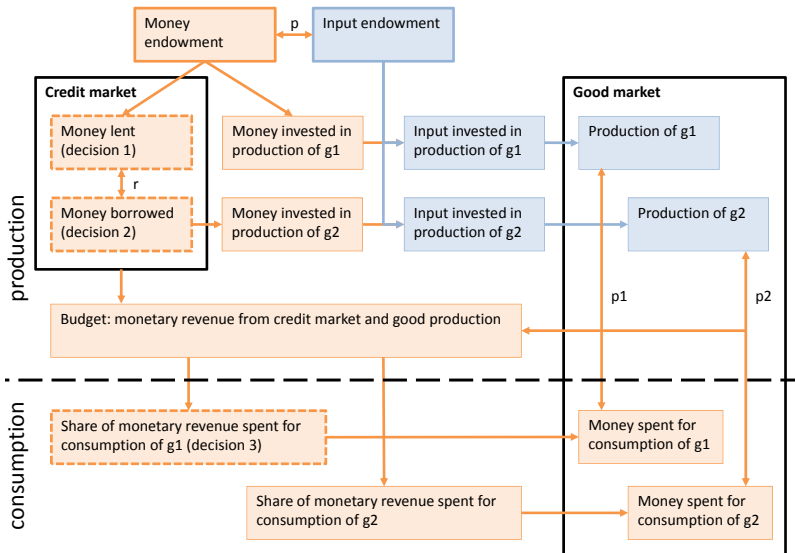 Money
endowment
p
Input endowment
Credit market
Good market
Money lent
(decision 1)
Money invested in
production of g1
Input invested in
production of g1
Production of g1
r
Money borrowed
(decision 2)
Money invested in
production of g2
Input invested in
production of g2
Production of g2
production
p1
p2
Budget: monetary revenue from credit market and good production
consumption
Share of monetary revenue spent for
consumption of g1 (decision 3)
Money spent for
consumption of g1
Share of monetary revenue spent for
consumption of g2
Money spent for
consumption of g2